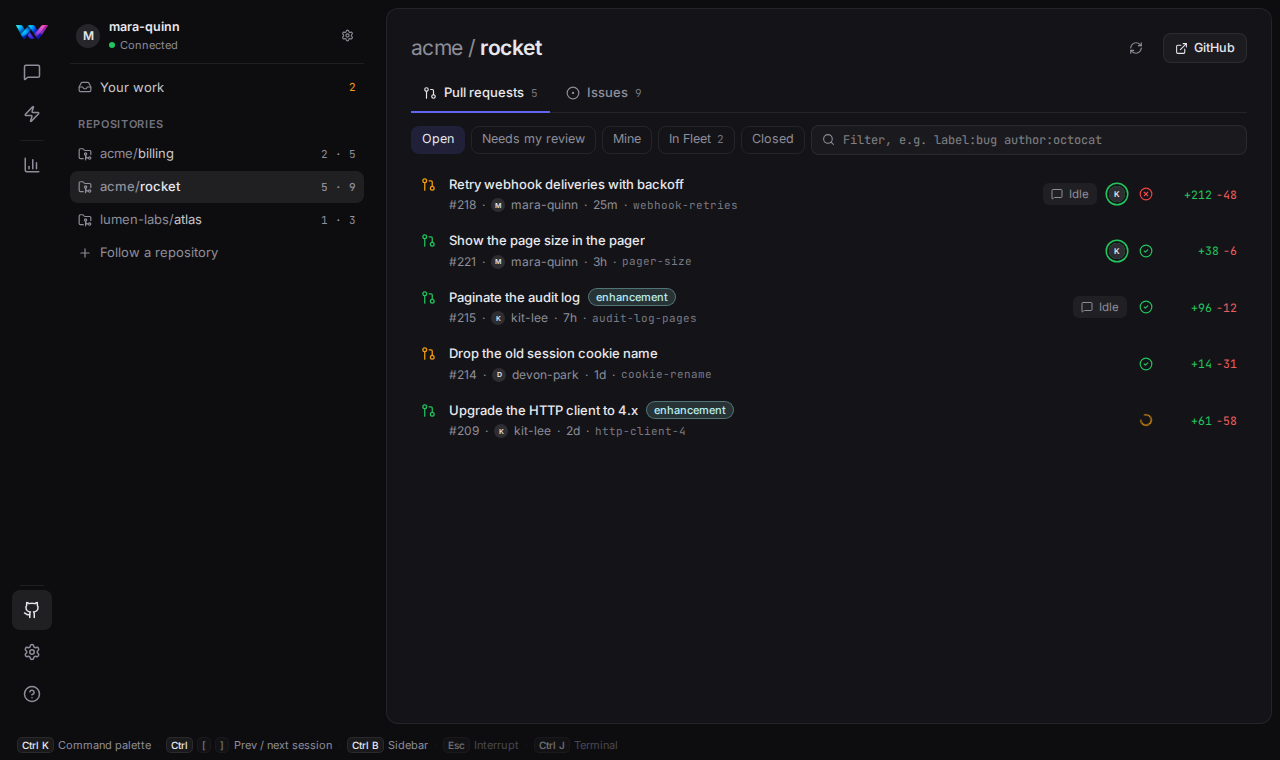 M mara-quinn
Connected
Your work 2
REPOSITORIES
acme/billing 2 · 5
acme/rocket 5 · 9
lumen-labs/atlas 1 · 3
Follow a repository
acme / rocket
GitHub
Pull requests 5 Issues 9
Open Needs my review Mine In Fleet 2 Closed Filter, e.g. label:bug author:octocat
Retry webhook deliveries with backoff
#218 · M mara-quinn · 25m · webhook-retries
Idle K +212 -48
Show the page size in the pager
#221 · M mara-quinn · 3h · pager-size
K +38 -6
Paginate the audit log enhancement
#215 · K kit-lee · 7h · audit-log-pages
Idle +96 -12
Drop the old session cookie name
#214 · D devon-park · 1d · cookie-rename
+14 -31
Upgrade the HTTP client to 4.x enhancement
#209 · K kit-lee · 2d · http-client-4
+61 -58
Ctrl K Command palette Ctrl [ ] Prev / next session Ctrl B Sidebar Esc Interrupt Ctrl J Terminal